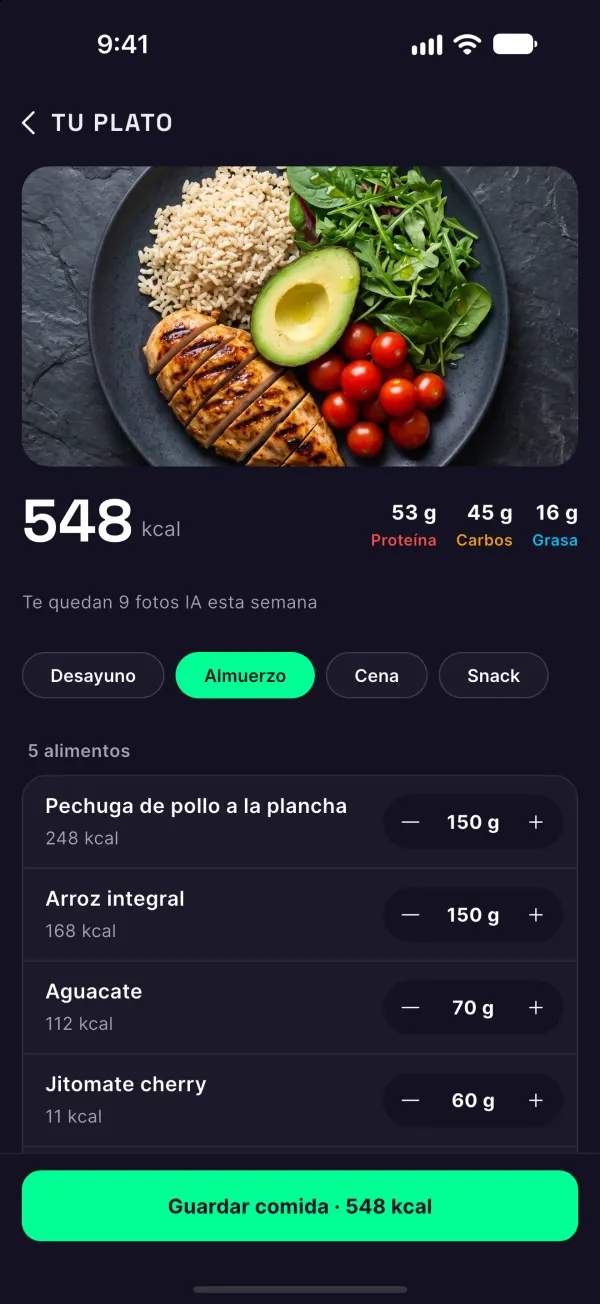 9:41
TU PLATO
548 kcal
53 g 45 g 16 g
Proteína Carbos Grasa
Te quedan 9 fotos IA esta semana
Desayuno Almuerzo Cena Snack
5 alimentos
Pechuga de pollo a la plancha
248 kcal
— 150 g +
Arroz integral
168 kcal
— 150 g +
Aguacate
112 kcal
— 70 g +
Jitomate cherry
11 kcal
— 60 g +
Guardar comida · 548 kcal